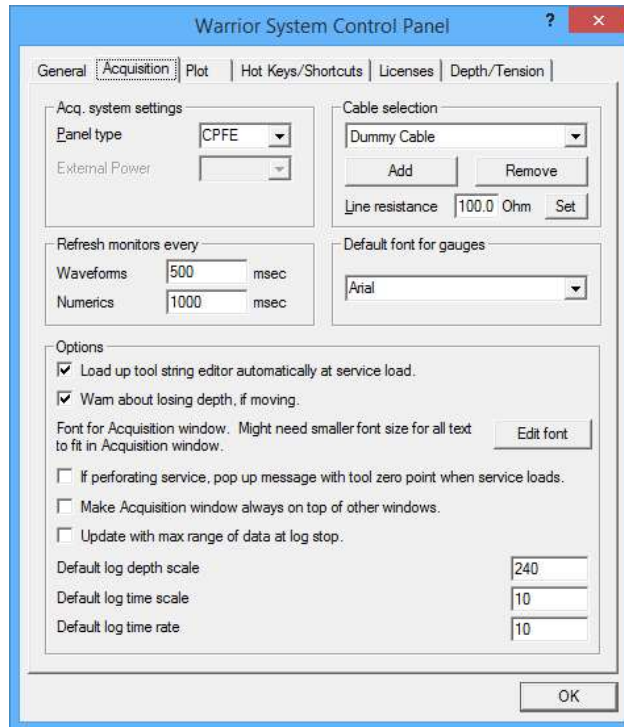 Warrior System Control Panel
?
×
General Acquisition Plot Hot Keys/Shortcuts Licenses Depth/Tension
Acq. system settings
Panel type CPFE
External Power
Cable selection
Dummy Cable
Add Remove
Line resistance 100.0 Ohm Set
Refresh monitors every
Waveforms 500 msec
Numerics 1000 msec
Default font for gauges
Arial
Options
Load up tool string editor automatically at service load.
Warn about losing depth, if moving.
Font for Acquisition window. Might need smaller font size for all text
to fit in Acquisition window.
Edit font
If perforating service, pop up message with tool zero point when service loads.
Make Acquisition window always on top of other windows.
Update with max range of data at log stop.
Default log depth scale 240
Default log time scale 10
Default log time rate 10
OK